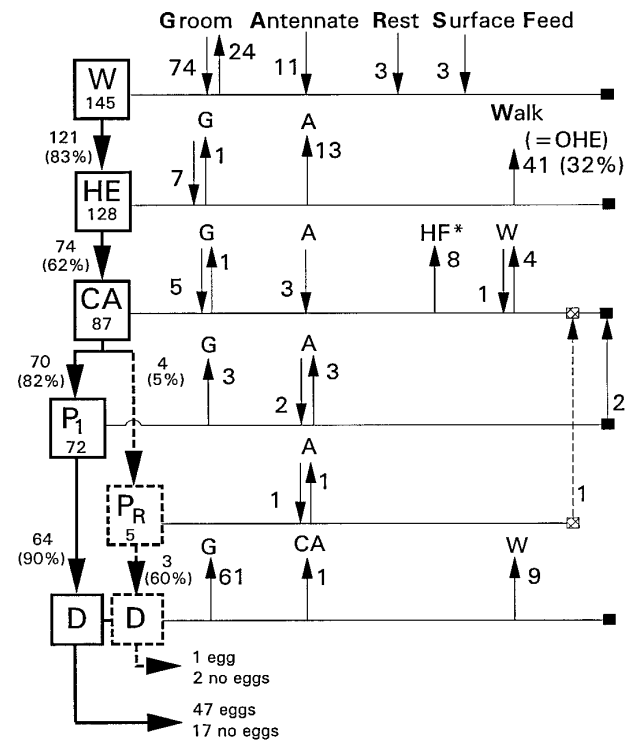 Groom Antennate Rest Surface Feed
24
74 11 3 3
W
145
Walk
121
(83%)
G A
(=OHE)
1 13 41 (32%)
7
HE
128
74
(62%)
G A HF* W
1 8 4
5 3 1
CA
87
70
(82%)
4
(5%)
G A
3 3
2 2
P1
72
A
1 1 1
PR
5
64
(90%)
3
(60%)
G CA W
61 1 9
D D
1 egg
2 no eggs
47 eggs
17 no eggs